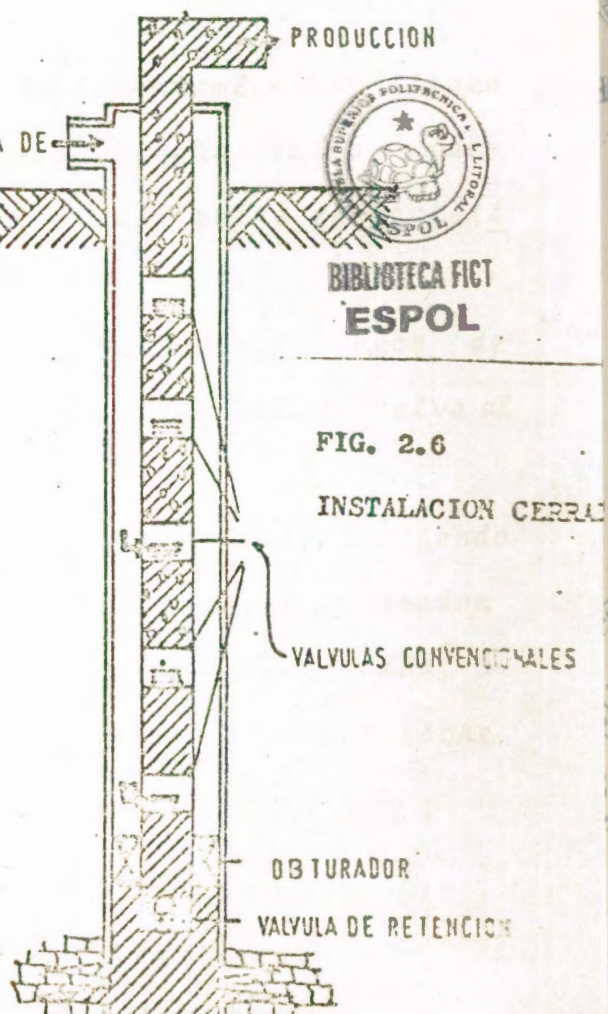 PRODUCCION
DE
BIBLIOTECA FICT
ESPOL
FIG. 2.6
INSTALACION
VALVULAS CONVENCIONALES
OBTURADOR
VALVULA DE RETENCION